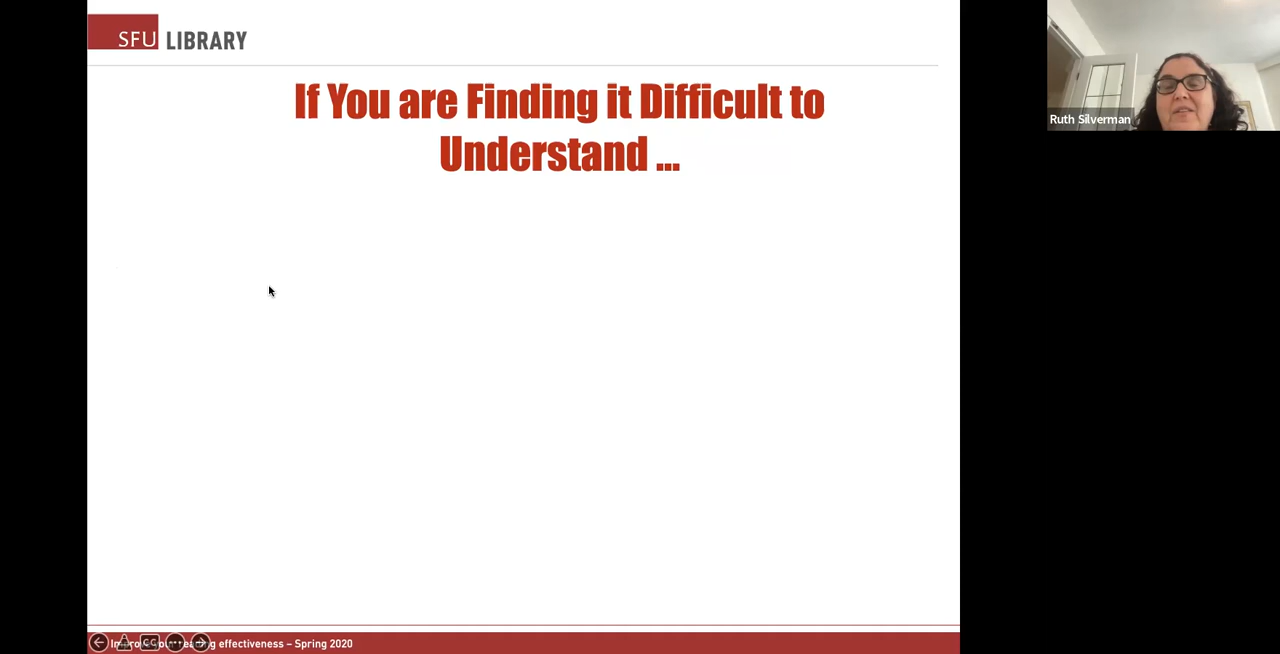 SFU LIBRARY
If You are Finding it Difficult to
Understand ...
Ruth Silverman
effectiveness – Spring 2020